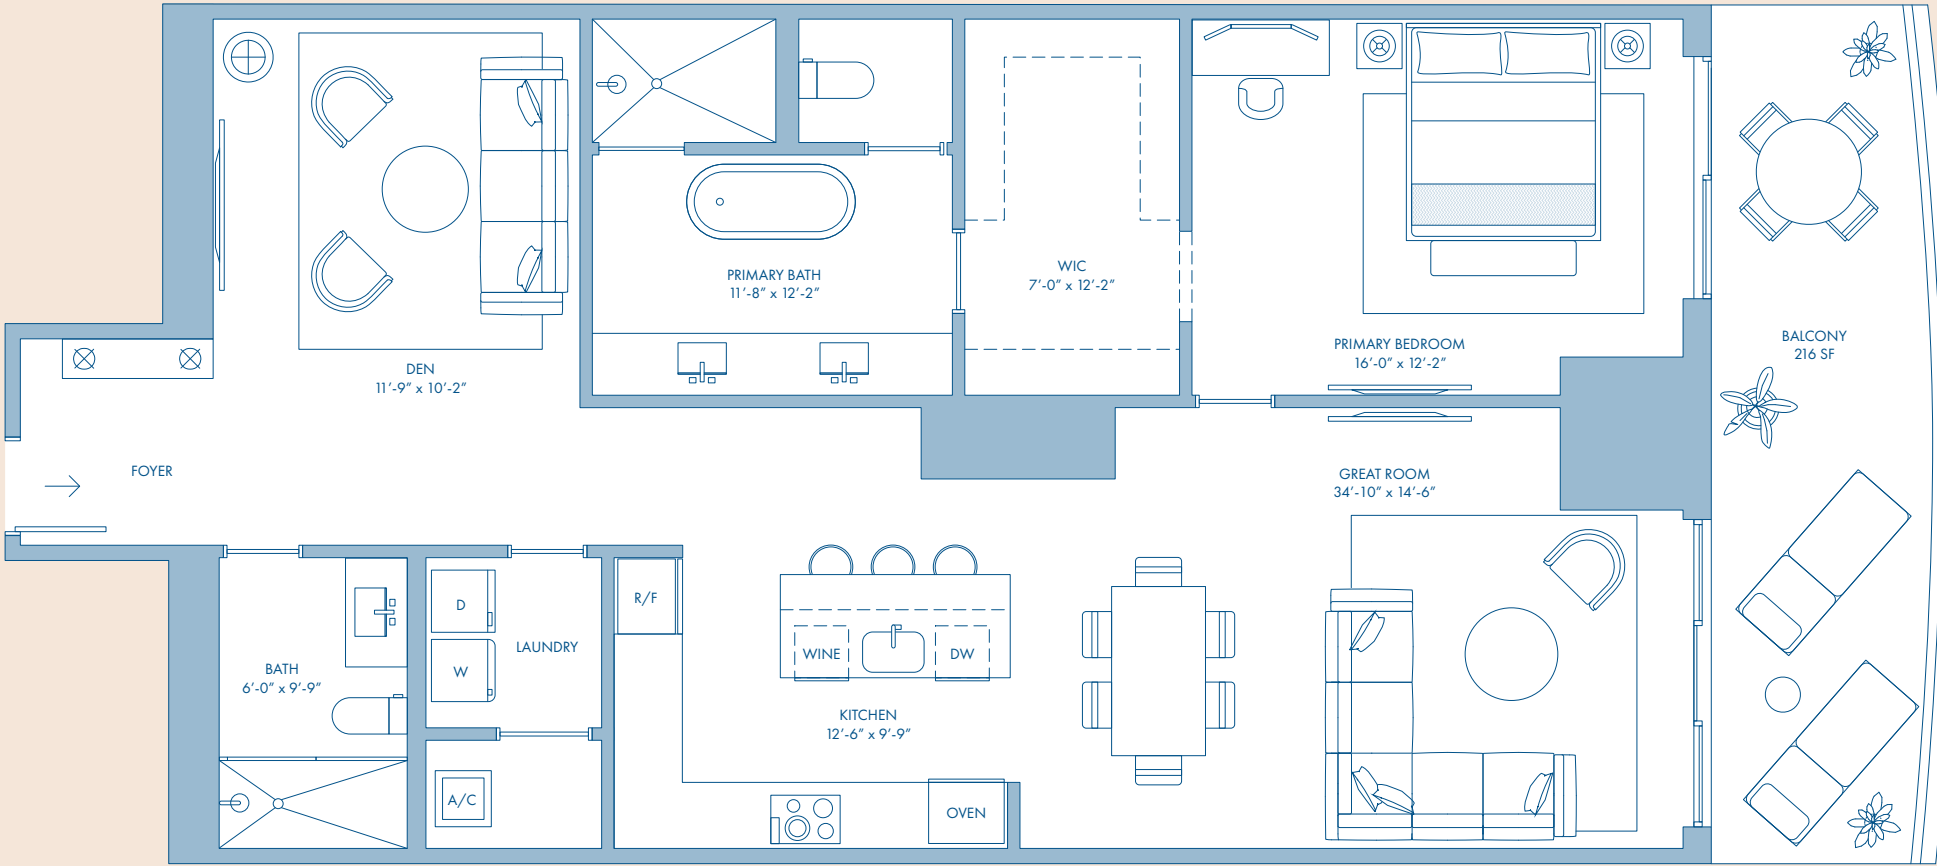 PRIMARY BATH
11'-8" x 12'-2"
WIC
7'-0" x 12'-2"
PRIMARY BEDROOM
16'-0" x 12'-2"
BALCONY
216 SF
DEN
11'-9" x 10'-2"
FOYER
GREAT ROOM
34'-10" x 14'-6"
R/F
D
LAUNDRY
WINE
DW
W
BATH
6'-0" x 9'-9"
KITCHEN
12'-6" x 9'-9"
A/C
OVEN